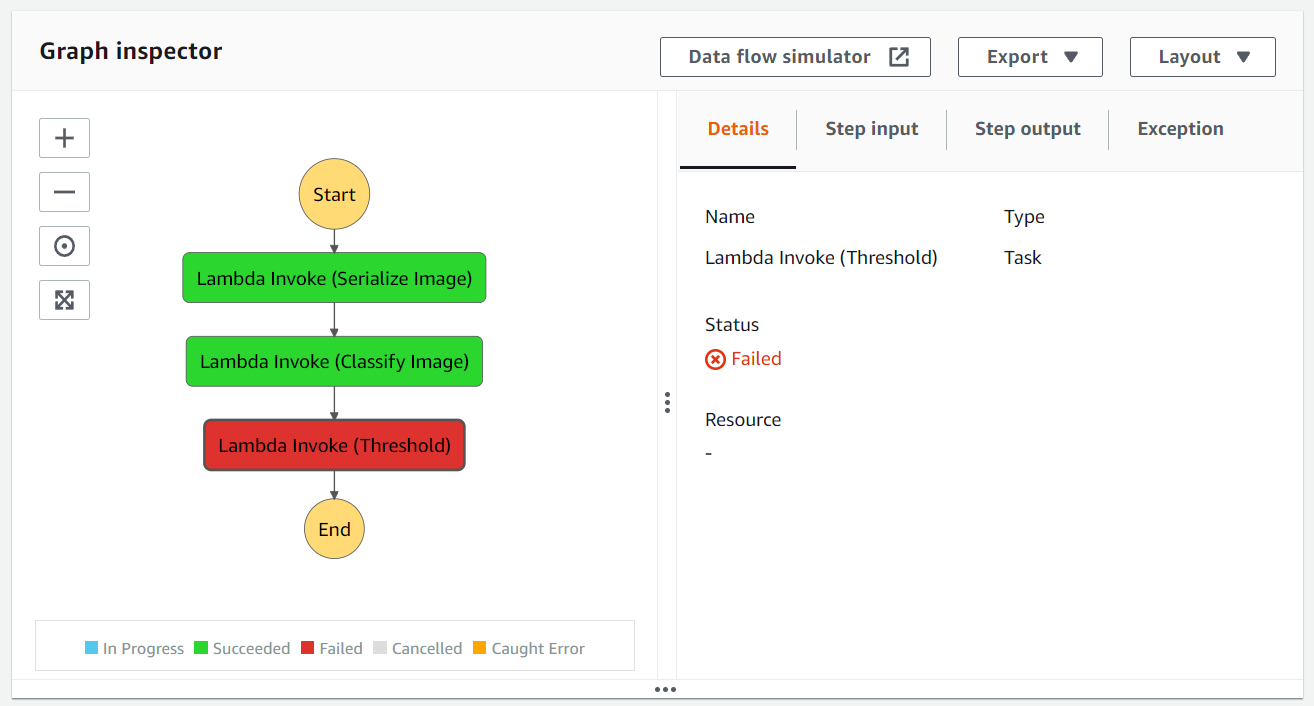 Graph inspector
Data flow simulator
Export
Layout
Start
Lambda Invoke (Serialize Image)
Lambda Invoke (Classify Image)
Lambda Invoke (Threshold)
End
In Progress Succeeded Failed Cancelled Caught Error
Details Step input Step output Exception
Name Type
Lambda Invoke (Threshold) Task
Status
Failed
Resource
-